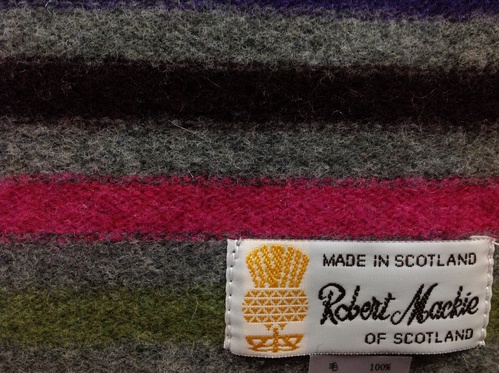 MADE IN SCOTLAND
Robert Mackie
OF SCOTLAND
毛 100%